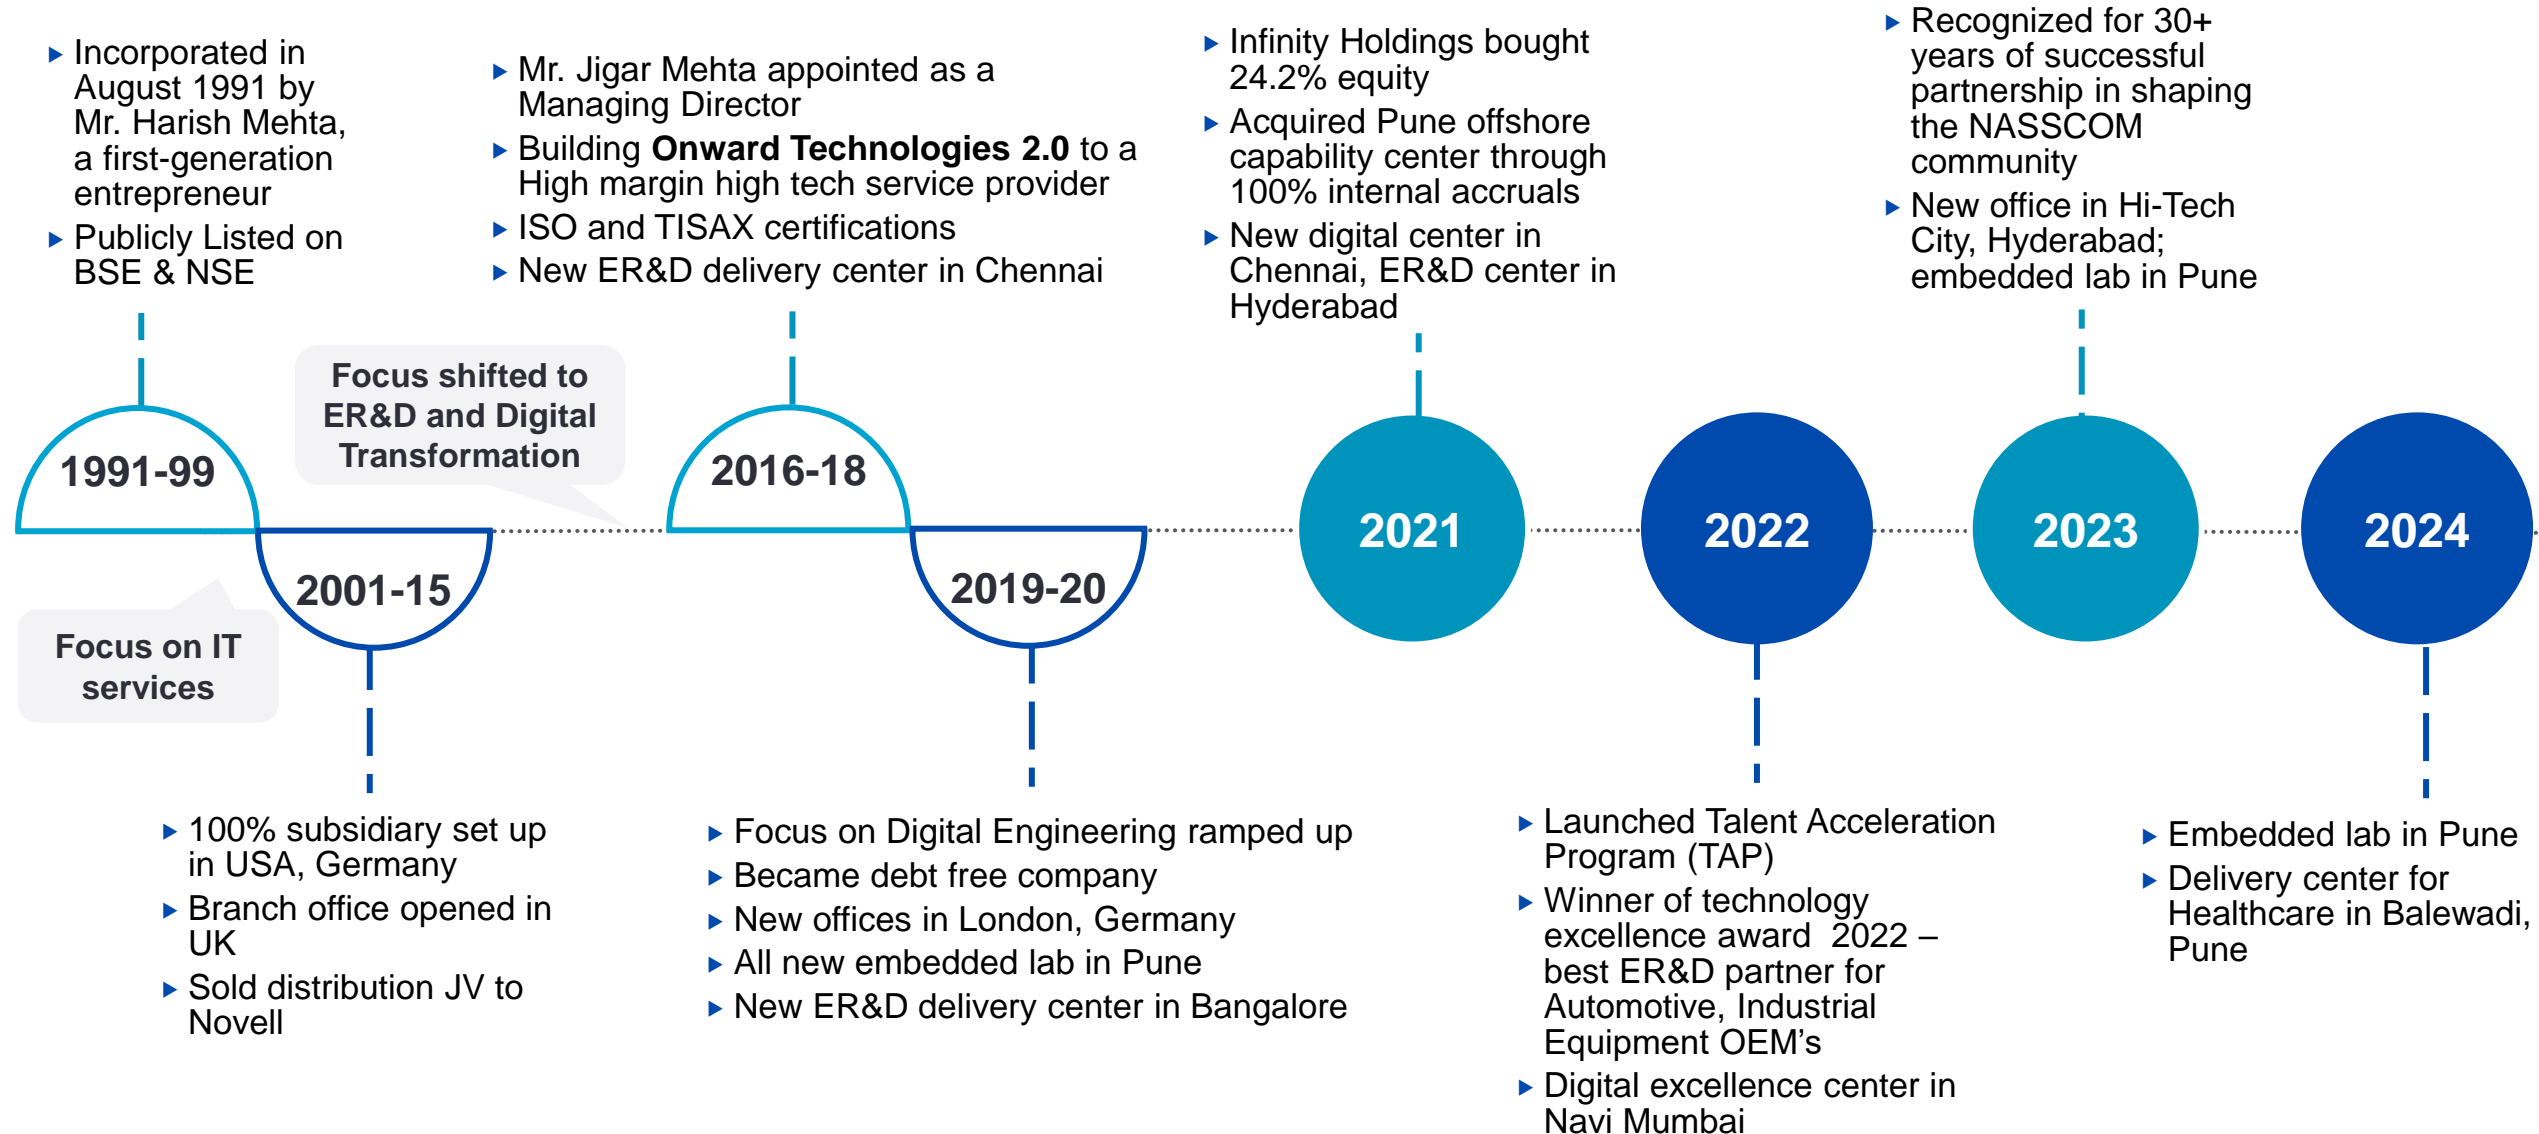 Incorporated in
August 1991 by
Mr. Harish Mehta,
a first-generation
entrepreneur
Publicly Listed on
BSE & NSE
Mr. Jigar Mehta appointed as a
Managing Director
Building Onward Technologies 2.0 to a
High margin high tech service provider
ISO and TISAX certifications
New ER&D delivery center in Chennai
Infinity Holdings bought
24.2% equity
Acquired Pune offshore
capability center through
100% internal accruals
New digital center in
Chennai, ER&D center in
Hyderabad
Recognized for 30+
years of successful
partnership in shaping
the NASSCOM
community
New office in Hi-Tech
City, Hyderabad;
embedded lab in Pune
Focus shifted to
ER&D and Digital
Transformation
1991-99
2001-15
2016-18
2019-20
2021
2022
2023
2024
Focus on IT
services
100% subsidiary set up
in USA, Germany
Branch office opened in
UK
Sold distribution JV to
Novell
Focus on Digital Engineering ramped up
Became debt free company
New offices in London, Germany
All new embedded lab in Pune
New ER&D delivery center in Bangalore
Launched Talent Acceleration
Program (TAP)
Winner of technology
excellence award  2022 –
best ER&D partner for
Automotive, Industrial
Equipment OEM’s
Digital excellence center in
Navi Mumbai
Embedded lab in Pune
Delivery center for
Healthcare in Balewadi,
Pune